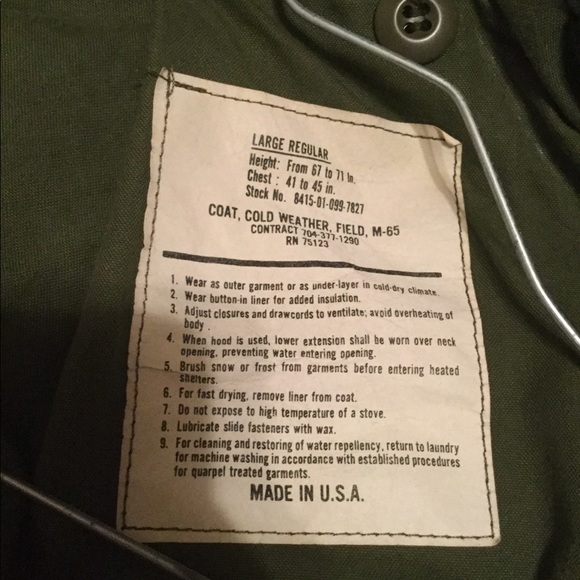 LARGE REGULAR
Height: From 67 to 71 In.
Chest : 41 to 45 in.
Stock No. 8415-01-099-7827
COAT, COLD WEATHER, FIELD, M-65
CONTRACT 704-377-1290
RN 75123
1. Wear as outer garment or as under-layer in cold-dry climate.
2. Wear button-in liner for added insulation.
3. Adjust closures and drawcords to ventilate; avoid overheating of
body .
4. When hood is used, lower extension shall be worn over neck
opening, preventing water entering opening.
5. Brush snow or frost from garments before entering heated
shelters.
6. For fast drying, remove liner from coat.
7. Do not expose to high temperature of a stove.
8. Lubricate slide fasteners with wax.
9. For cleaning and restoring of water repellency, return to laundry
for machine washing in accordance with established procedures
for quarpel treated garments.
MADE IN U.S.A.